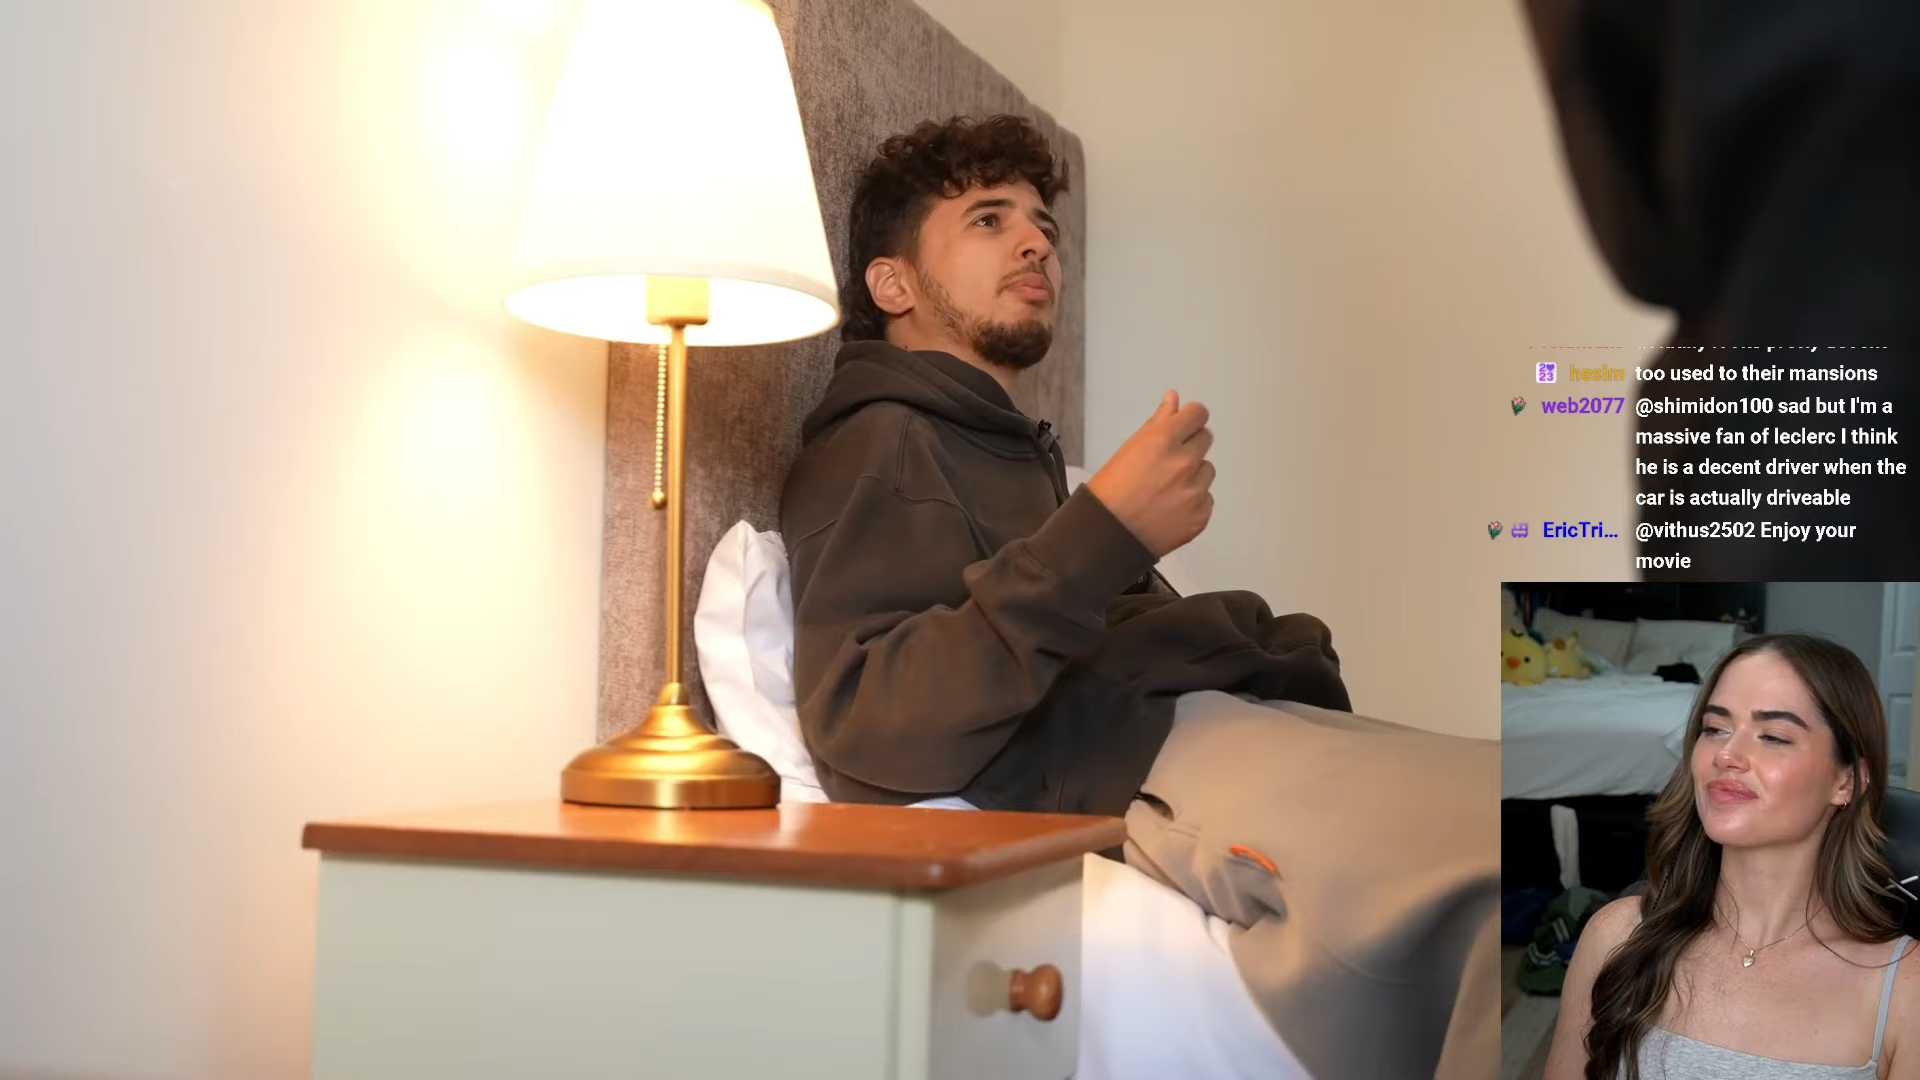 hesim too used to their mansions
web2077 @shimidon100 sad but I'm a
massive fan of leclerc I think
he is a decent driver when the
car is actually driveable
EricTri... @vithus2502 Enjoy your
movie